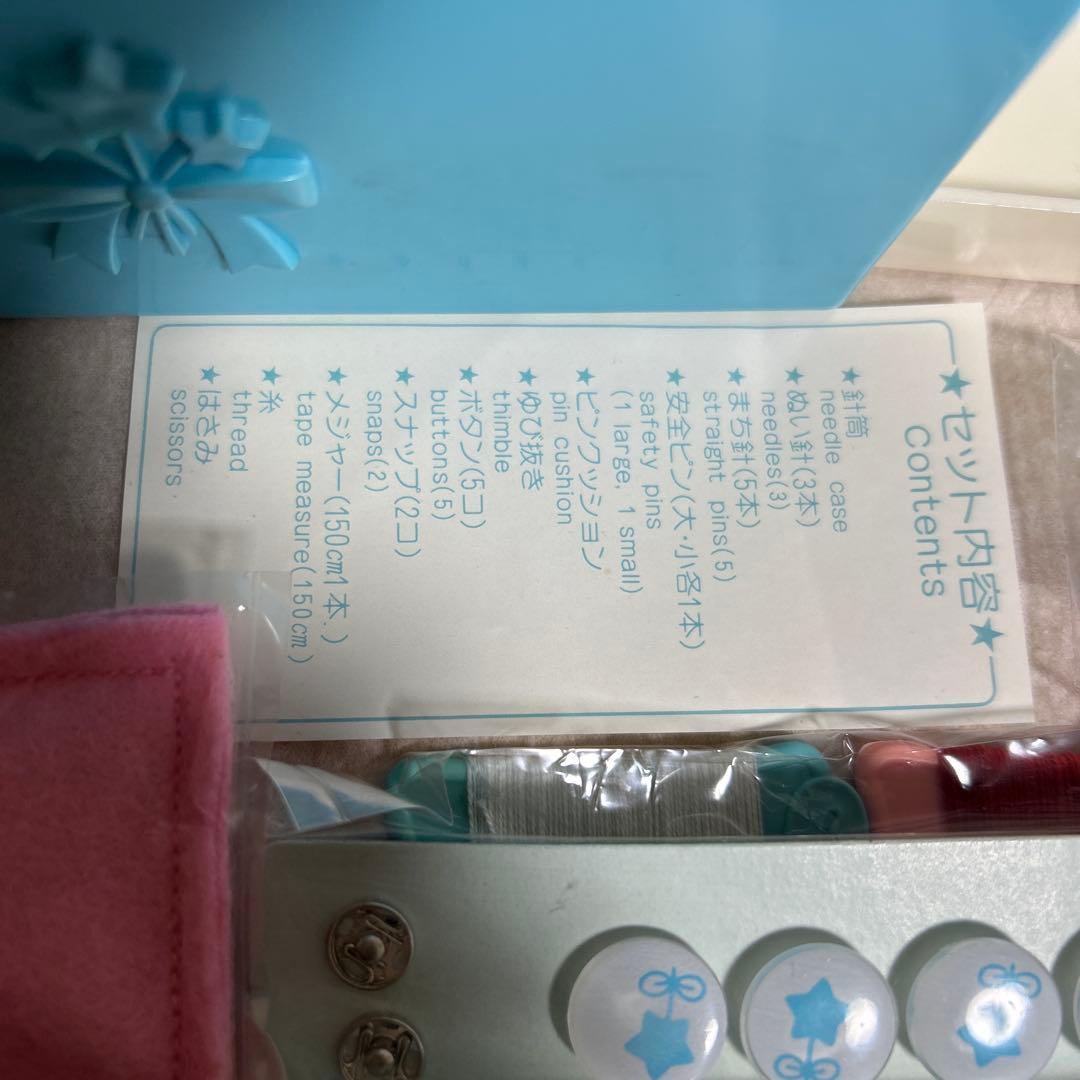 ★セット内容★
Contents
★針筒
needle case
★ぬい針(3本)
needles(3)
★まち針(5本)
straight pins(5)
★安全ピン(大・小各1本)
safety pins
(1 large, 1 small)
★ピンクッション
pin cushion
★ゆび抜き
thimble
★ボタン(5コ)
buttons(5)
★スナップ(2コ)
snaps(2)
★メジャー(150cm1本.)
tape measure(150cm)
★糸
thread
★はさみ
scissors